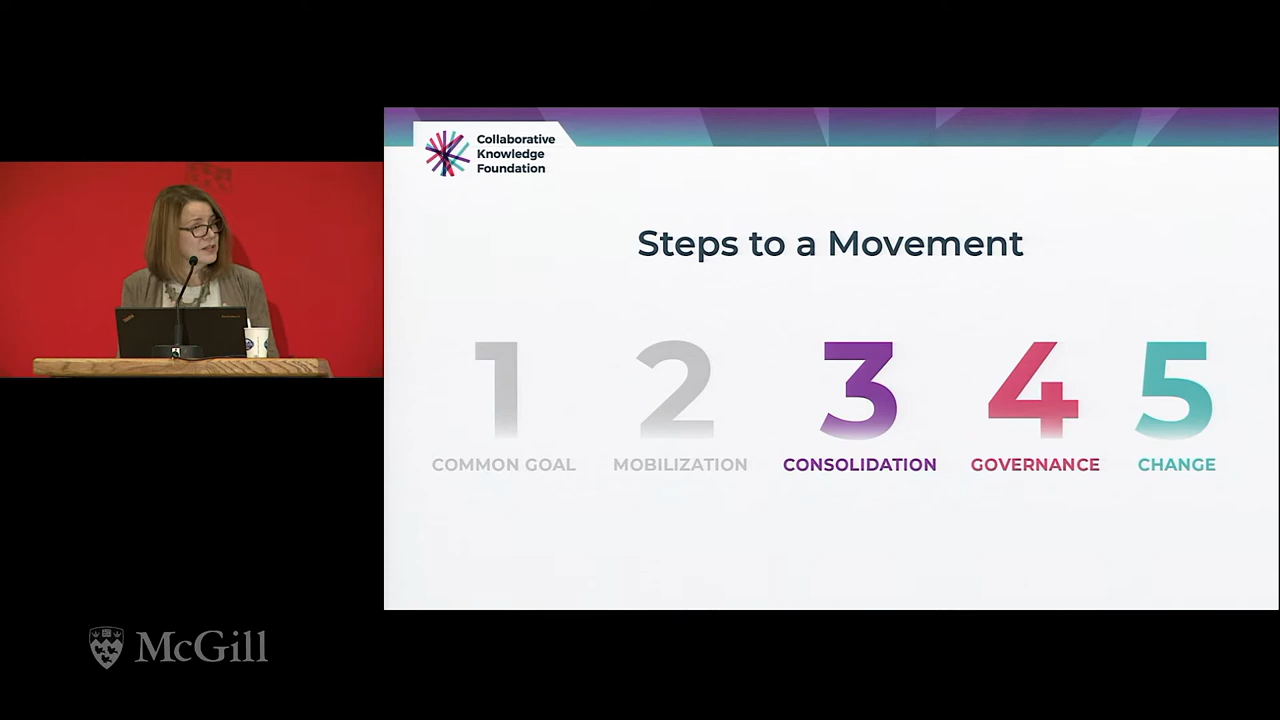 Collaborative
Knowledge
Foundation
Steps to a Movement
1 2 3 4 5
COMMON GOAL MOBILIZATION CONSOLIDATION GOVERNANCE CHANGE
McGill